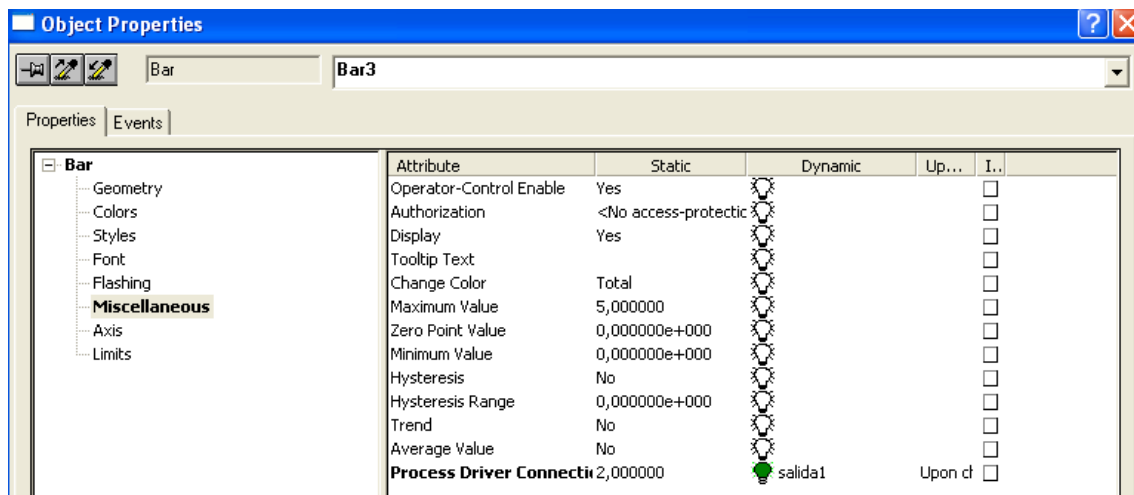 Object Properties
Bar Bar3
Properties Events
Bar
Geometry
Colors
Styles
Font
Flashing
Miscellaneous
Axis
Limits
Attribute Static Dynamic Up... I..
Operator-Control Enable Yes
Authorization <No access-protectic
Display Yes
Tooltip Text
Change Color Total
Maximum Value 5,000000
Zero Point Value 0,000000e+000
Minimum Value 0,000000e+000
Hysteresis No
Hysteresis Range 0,000000e+000
Trend No
Average Value No
Process Driver Connecti 2,000000 salida1 Upon cl